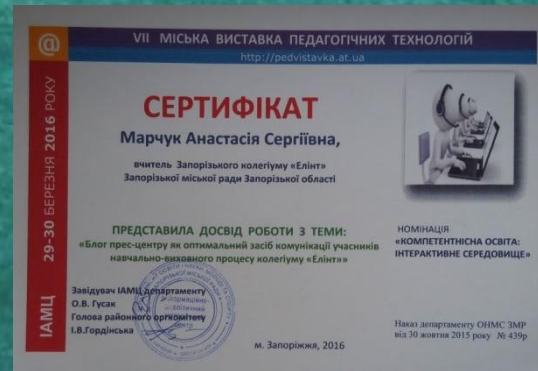 VII МІСЬКА ВИСТАВКА ПЕДАГОГІЧНИХ ТЕХНОЛОГІЙ
http://pedvistavka.at.ua
@
ІАМЦ 29-30 БЕРЕЗНЯ 2016 РОКУ
СЕРТИФІКАТ
Марчук Анастасія Сергіївна,
вчитель Запорізького колегіуму «Елінт»
Запорізької міської ради Запорізької області
ПРЕДСТАВИЛА ДОСВІД РОБОТИ З ТЕМИ:
«Блог прес-центру як оптимальний засіб комунікації учасників
навчально-виховного процесу колегіуму «Елінт»»
НОМІНАЦІЯ
«КОМПЕТЕНТНІСНА ОСВІТА:
ІНТЕРАКТИВНЕ СЕРЕДОВИЩЕ»
Завідувач ІАМЦ департаменту
О.В. Гусак
Голова районного оргкомітету
І.В.Гордінська
м. Запоріжжя, 2016
Наказ департаменту ОНМС ЗМР
від 30 жовтня 2015 року № 439р